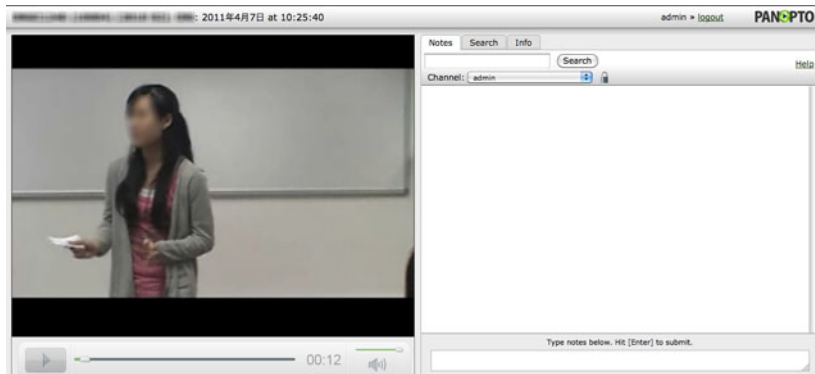 : 2011年4月7日 at 10:25:40
admin » logout
PANOPTO
Notes Search Info
Search
Help
Channel: admin
00:12
Type notes below. Hit [Enter] to submit.